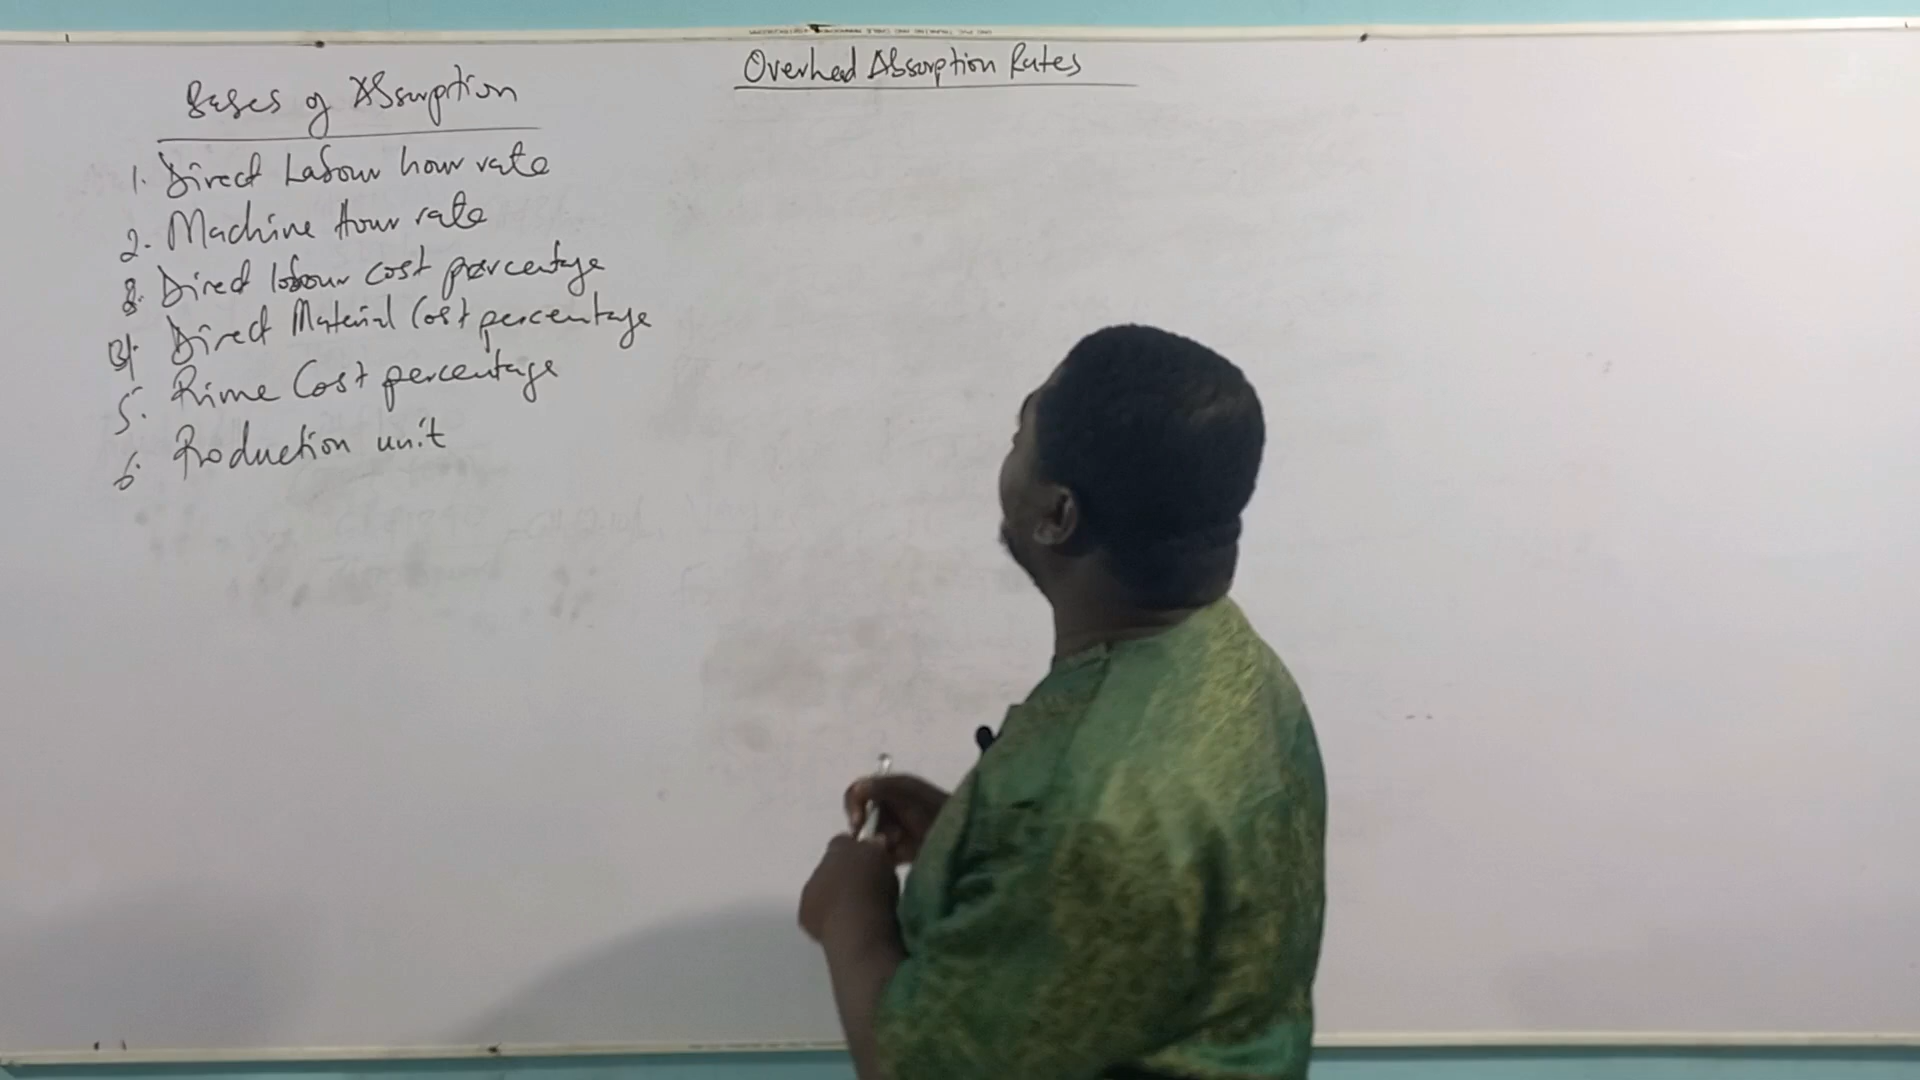 Overhead Absorption Rates
Bases of Absorption
1. Direct Labour hour rate
2. Machine Hour rate
3. Direct labour cost percentage
4. Direct Material Cost percentage
5. Prime Cost percentage
6. Production unit